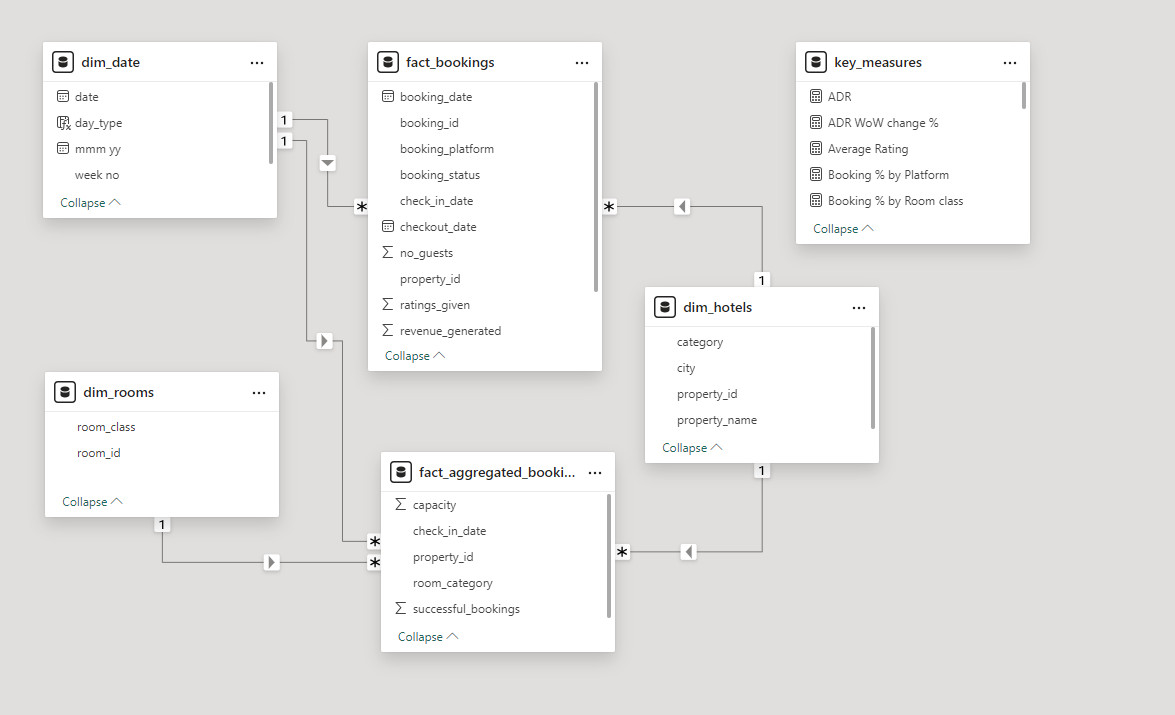 dim_date
date
day_type
mmm yy
week no
Collapse
1
1
*
fact_bookings
booking_date
booking_id
booking_platform
booking_status
check_in_date
checkout_date
no_guests
property_id
ratings_given
revenue_generated
Collapse
*
1
key_measures
ADR
ADR WoW change %
Average Rating
Booking % by Platform
Booking % by Room class
Collapse
dim_hotels
category
city
property_id
property_name
Collapse
1
dim_rooms
room_class
room_id
Collapse
1
*
*
fact_aggregated_booki...
capacity
check_in_date
property_id
room_category
successful_bookings
Collapse
*